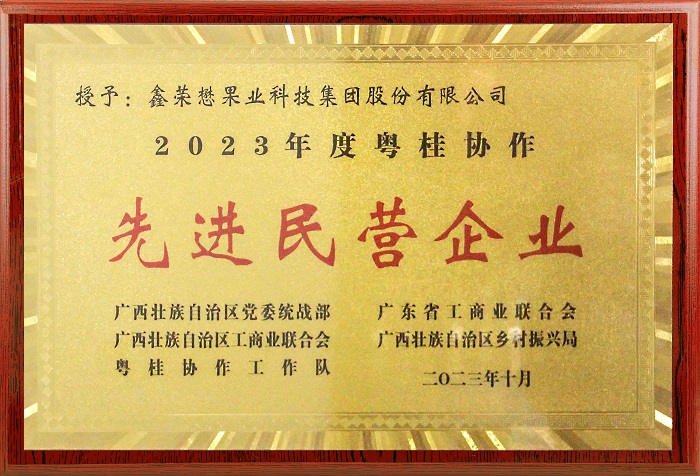 授予：鑫荣懋果业科技集团股份有限公司
2023年度粤桂协作
先进民营企业
广西壮族自治区党委统战部
广东省工商业联合会
广西壮族自治区工商业联合会
广西壮族自治区乡村振兴局
粤桂协作工作队
二〇二三年十月